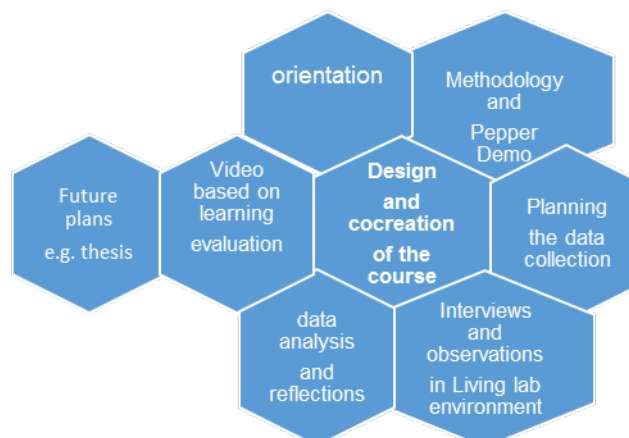 orientation
Methodology
and
Pepper
Demo
Future
plans
e.g. thesis
Video
based on
learning
evaluation
Design
and cocreation
of the
course
Planning
the data
collection
data
analysis
and
reflections
Interviews
and
observations
in Living lab
environment